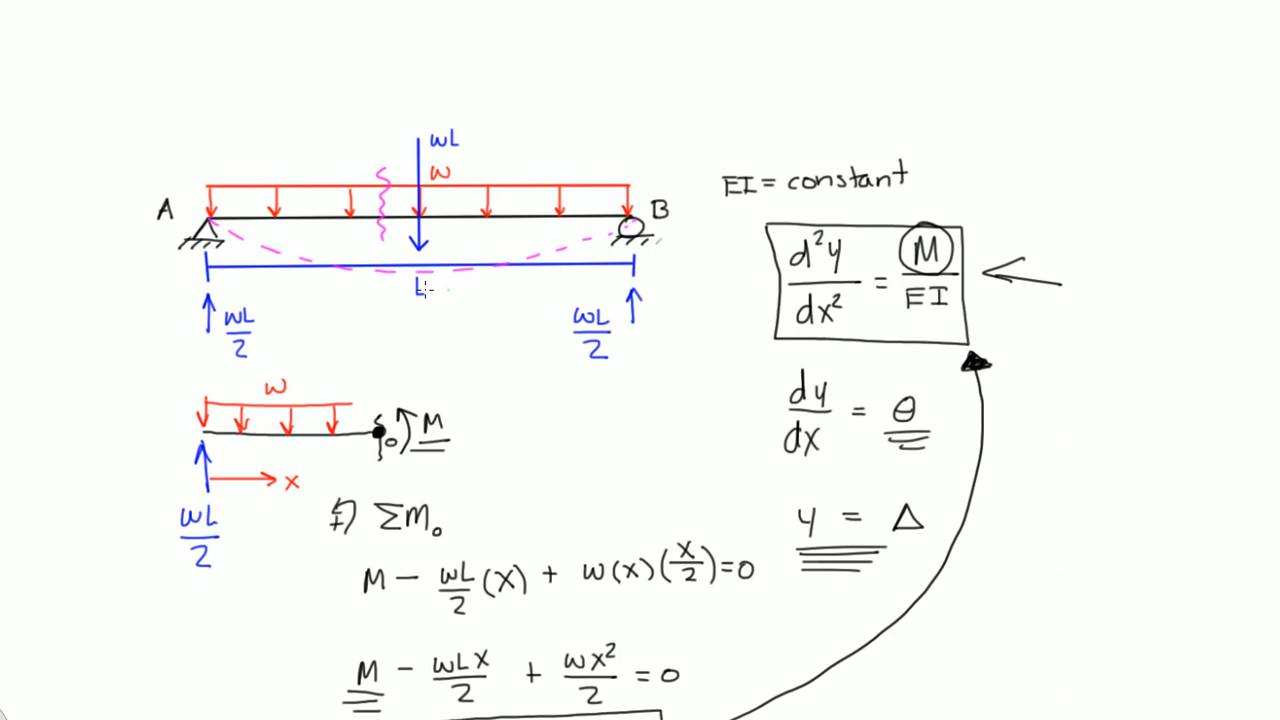 wL
w
A
B
L
wL/2
wL/2
EI = constant
d²y/dx² = M/EI
w
o
M
x
wL/2
dy/dx = θ
+ ΣMo
y = Δ
M - wL/2 (x) + w(x)(x/2) = 0
M - wLx/2 + wx²/2 = 0